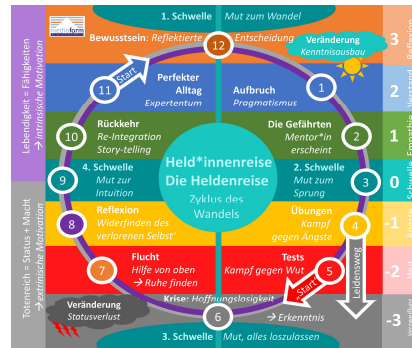 mediaform
1. Schwelle
Mut zum Wandel
Bewusstsein: Reflektierte
12
Entscheidung
Veränderung
Kenntnisausbau
3
Start
11
Perfekter
Alltag
Expertentum
Aufbruch
Pragmatismus
1
2
10
Rückkehr
Re-Integration
Story-telling
Die Gefährten
Mentor*in
erscheint
2
1
Held*innenreise
Die Heldenreise
Zyklus des
Wandels
9
4. Schwelle
Mut zur
Intuition
2. Schwelle
Mut zum
Sprung
3
0
8
Reflexion
Widerfinden des
verlorenen Selbst'
Übungen
Kampf
gegen Ängste
4
-1
7
Flucht
Hilfe von oben
→ Ruhe finden
Tests
Kampf gegen Wut
5
Start
-2
Leidensweg
Veränderung
Statusverlust
Krise: Hoffnungslosigkeit
6
→ Erkenntnis
-3
3. Schwelle
Mut, alles loszulassen
Lebendigkeit = Fähigkeiten
→ intrinsische Motivation
Totenreich = Status + Macht
→ extrinische Motivation
Reflexion
Verstand
Empathie
Schwelle
Wut